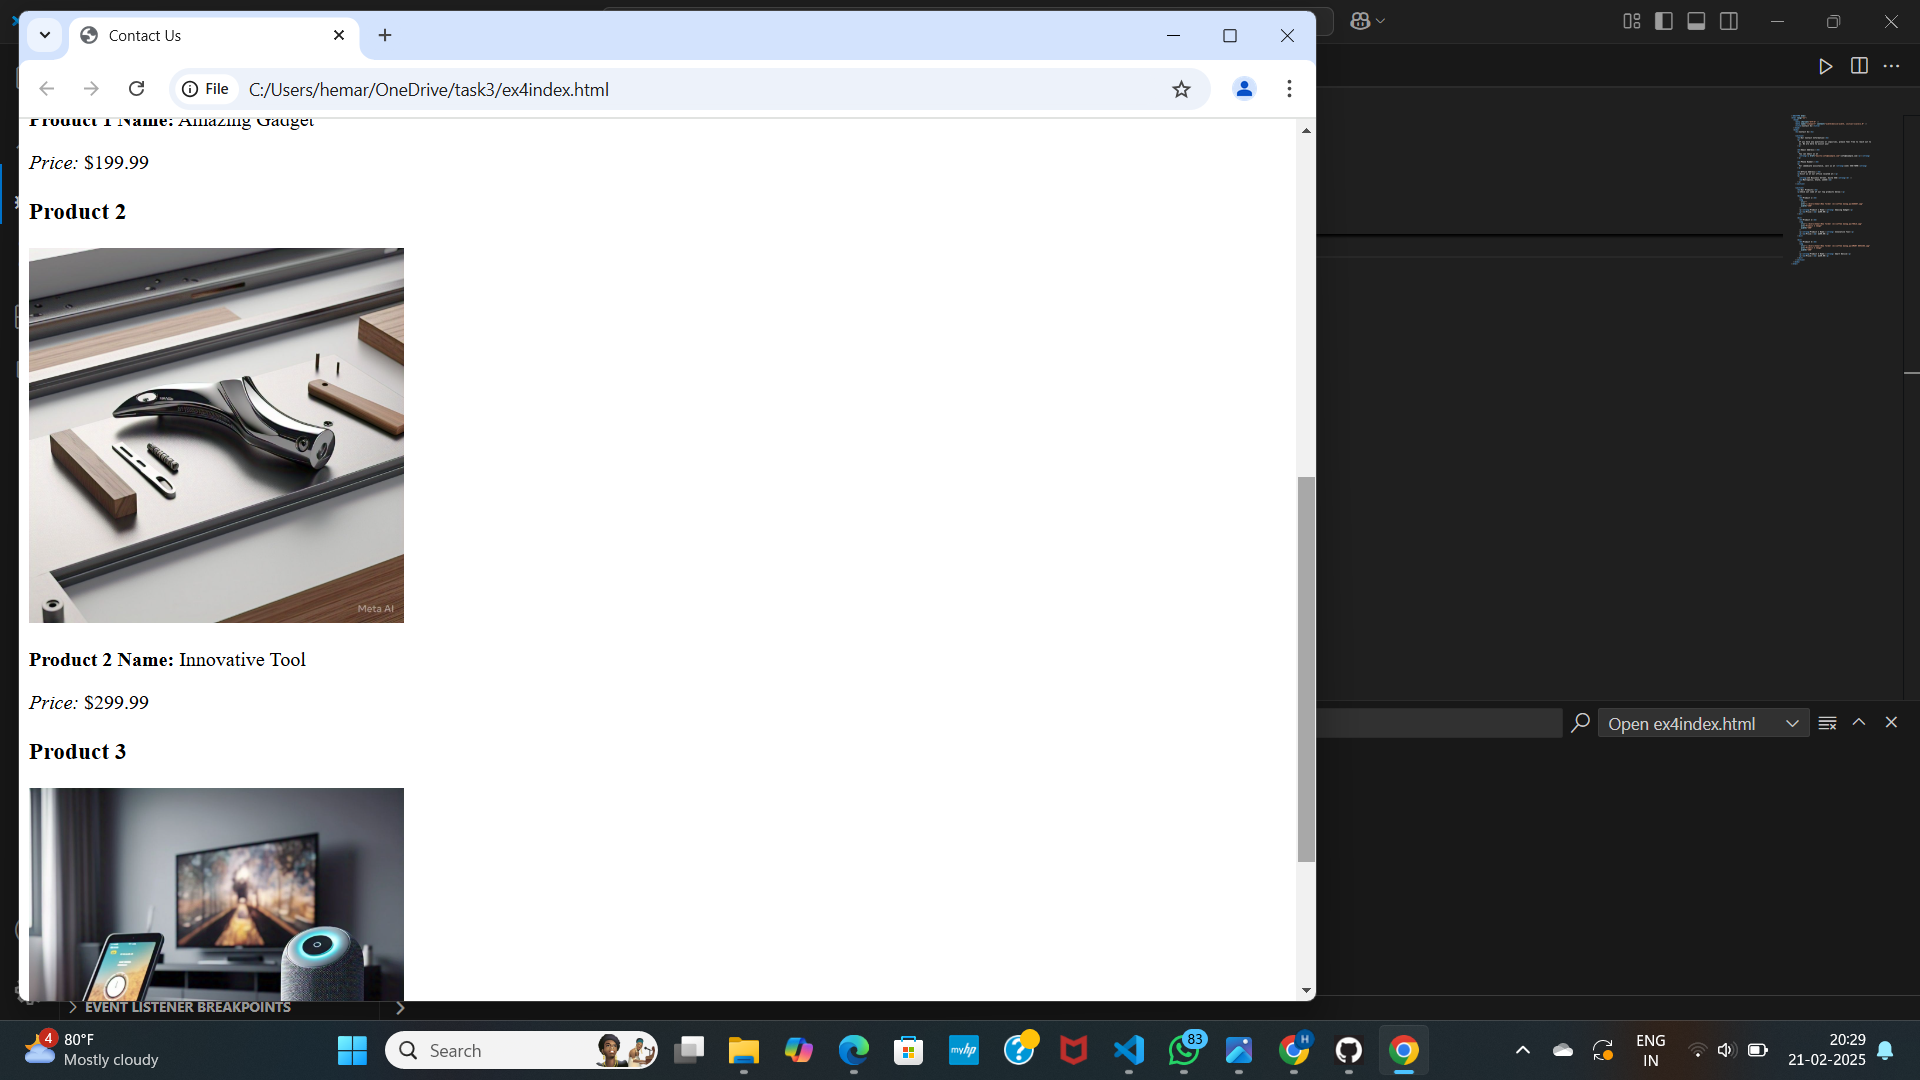 Contact Us
File
C:/Users/hemar/OneDrive/task3/ex4index.html
Product 1 Name: Amazing Gadget
Price: $199.99
Product 2
Meta AI
Product 2 Name: Innovative Tool
Price: $299.99
Product 3
Open ex4index.html
EVENT LISTENER BREAKPOINTS
4
80°F
Mostly cloudy
Search
myhp
83
H
ENG
IN
20:29
21-02-2025